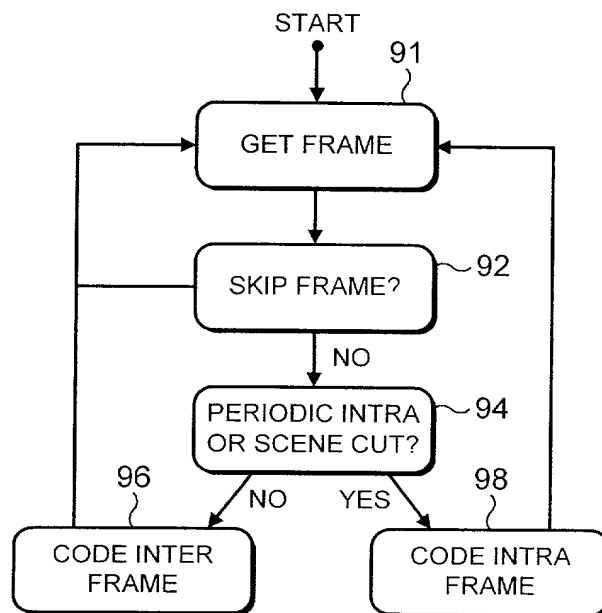 START
91
GET FRAME
92
SKIP FRAME?
NO
94
PERIODIC INTRA
OR SCENE CUT?
96
NO
YES
98
CODE INTER
FRAME
CODE INTRA
FRAME